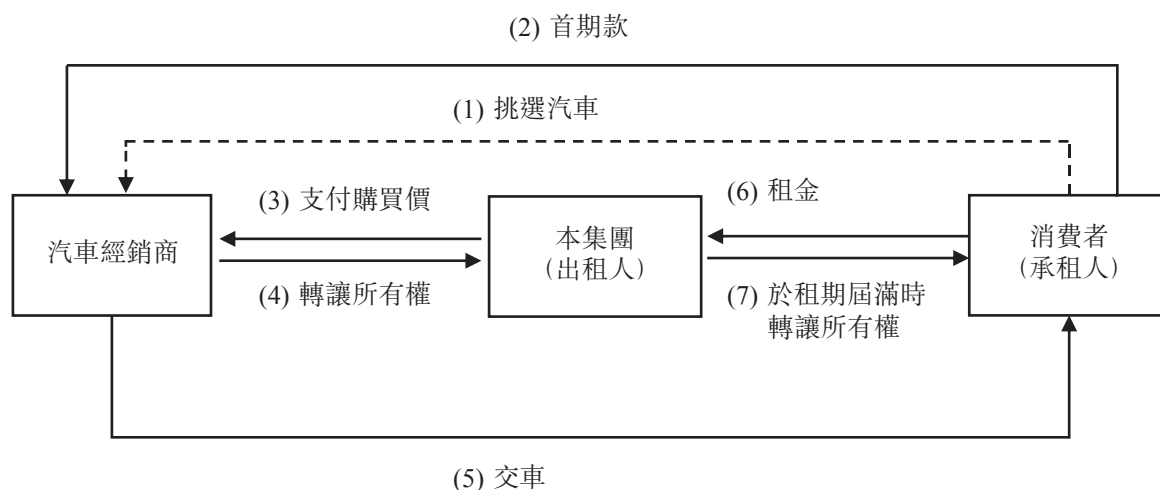 (2) 首期款
(1) 挑選汽車
(3) 支付購買價
(6) 租金
汽車經銷商
本集團
(出租人)
消費者
(承租人)
(4) 轉讓所有權
(7) 於租期屆滿時
轉讓所有權
(5) 交車